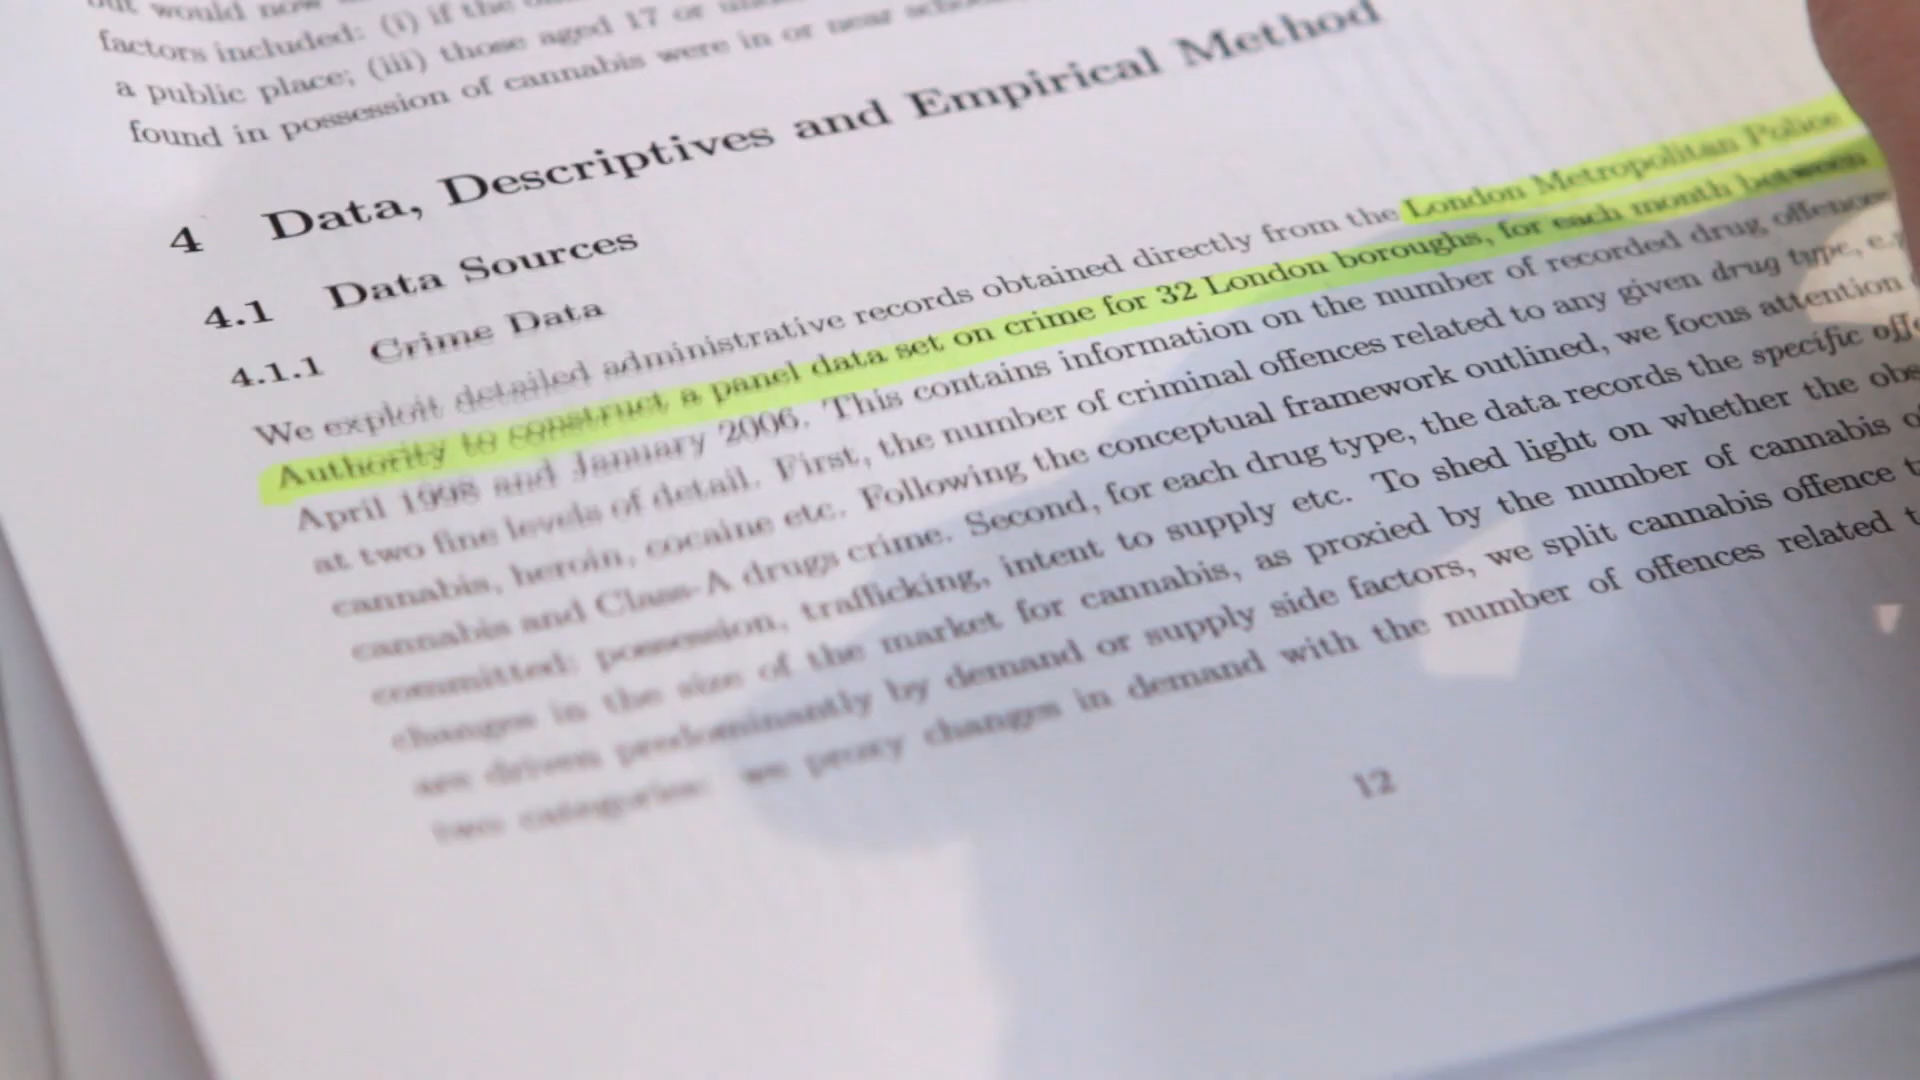 but would now
factors included: (i) if the
a public place; (iii) those aged 17 or
found in possession of cannabis were in or near
4 Data, Descriptives and Empirical Method
4.1 Data Sources
4.1.1 Crime Data
We exploit detailed administrative records obtained directly from the London Metropolitan Police
Authority to construct a panel data set on crime for 32 London boroughs, for each month between
April 1998 and January 2006. This contains information on the number of recorded drug offences
at two fine levels of detail. First, the number of criminal offences related to any given drug type, e.g
cannabis, heroin, cocaine etc. Following the conceptual framework outlined, we focus attention
cannabis and Class-A drugs crime. Second, for each drug type, the data records the specific offe
committed: possession, trafficking, intent to supply etc. To shed light on whether the obs
changes in the size of the market for cannabis, as proxied by the number of cannabis o
are driven predominantly by demand or supply side factors, we split cannabis offence t
two categories: we proxy changes in demand with the number of offences related t
12